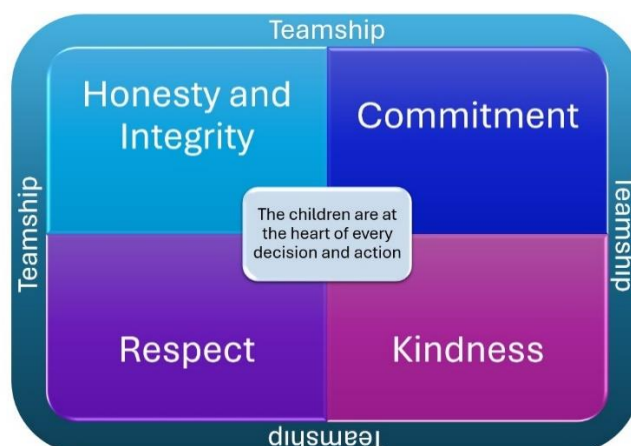 Teamship
Honesty and
Integrity
Commitment
Teamship
The children are at
the heart of every
decision and action
Teamship
Respect
Kindness
Teamship